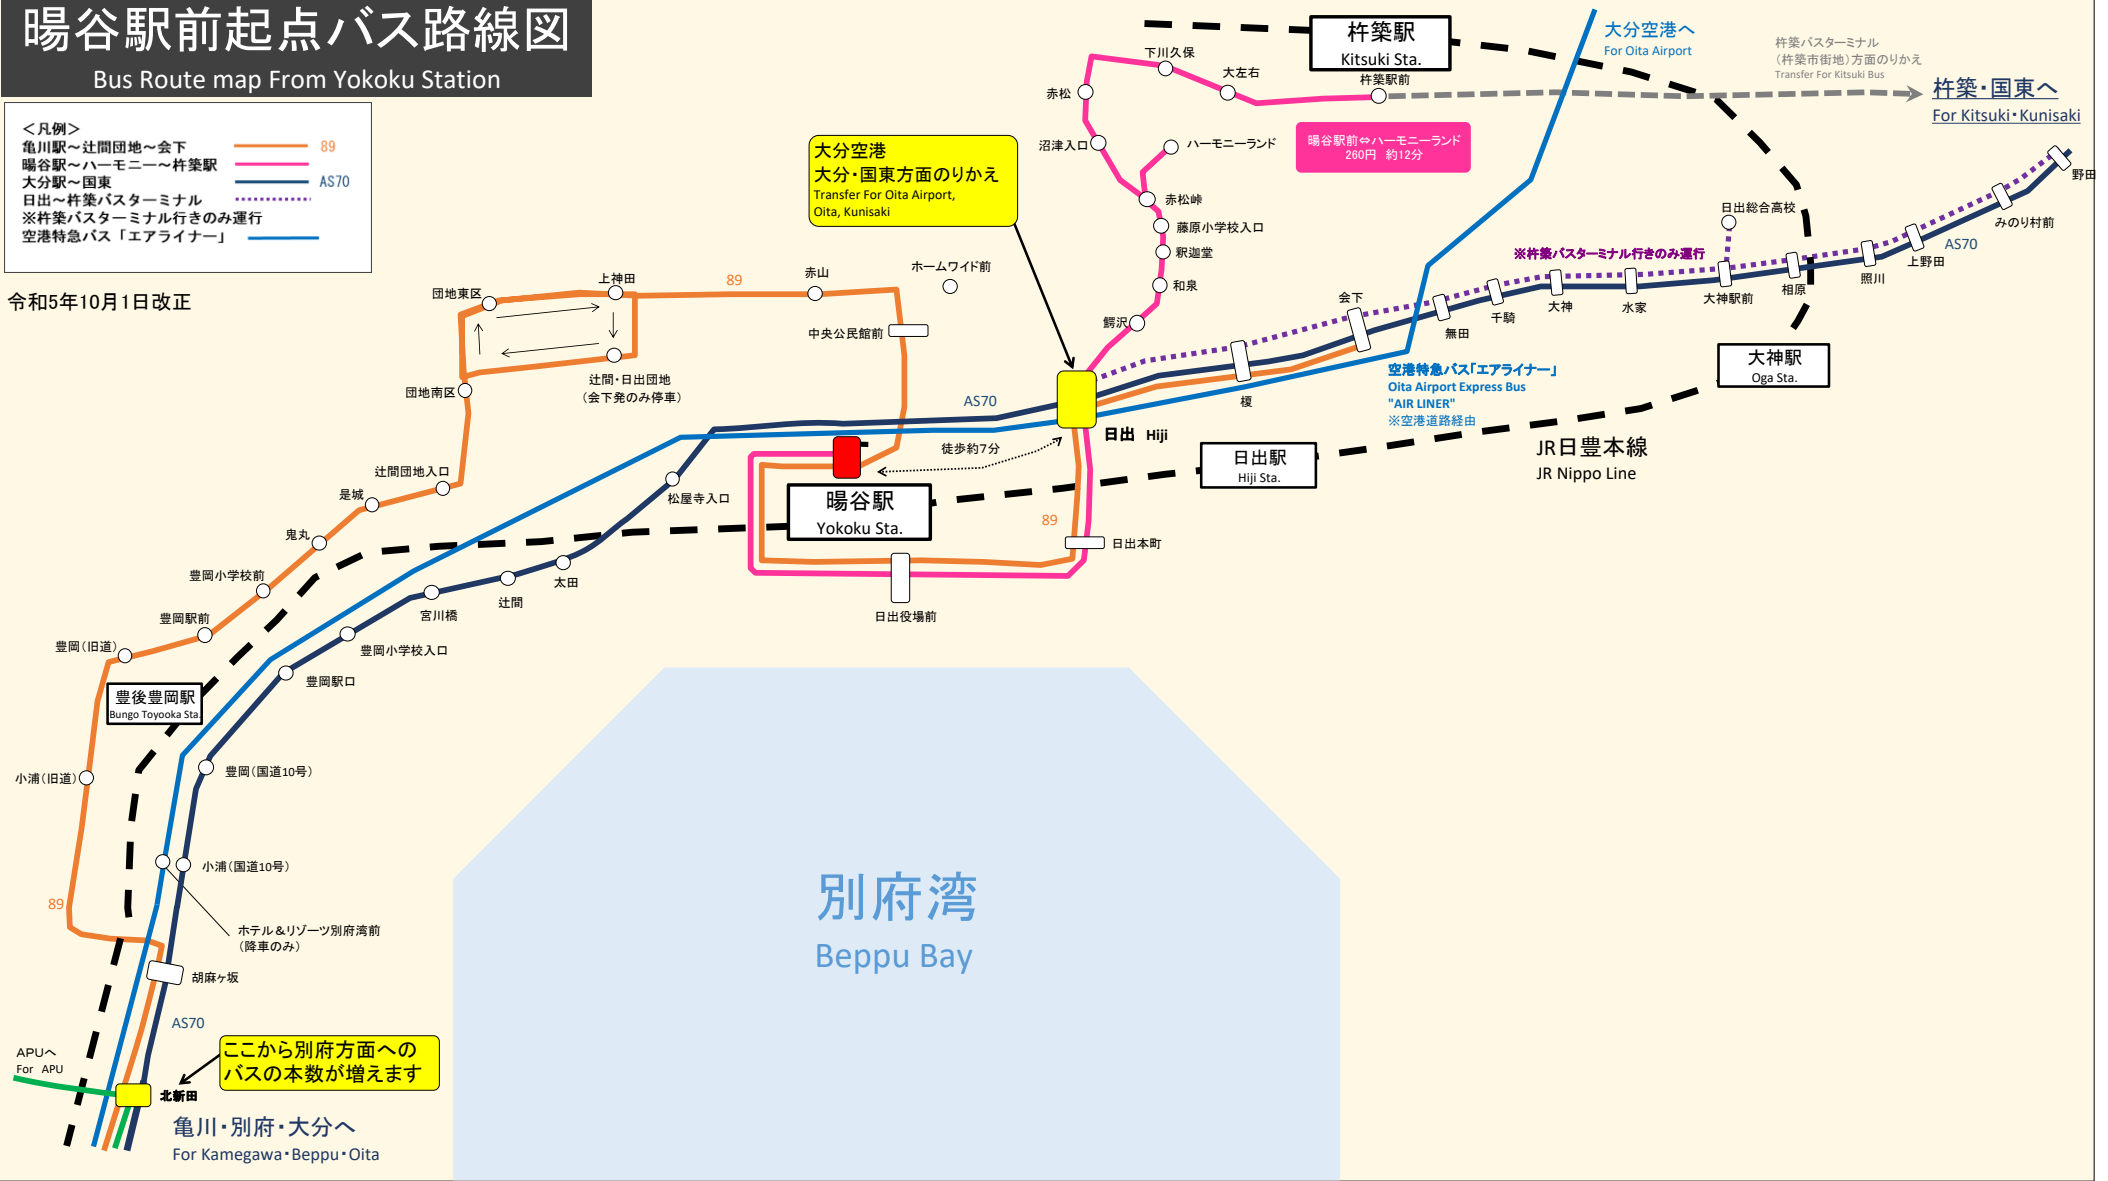 暘谷駅前起点バス路線図
Bus Route map From Yokoku Station
＜凡例＞
亀川駅～辻間団地～会下 89
暘谷駅～ハーモニー～杵築駅
大分駅～国東 AS70
日出～杵築バスターミナル
※杵築バスターミナル行きのみ運行
空港特急バス「エアライナー」
令和5年10月1日改正
杵築駅
Kitsuki Sta.
杵築駅前
大分空港へ
For Oita Airport
杵築バスターミナル
（杵築市街地）方面のりかえ
Transfer For Kitsuki Bus
杵築・国東へ
For Kitsuki・Kunisaki
下川久保
大左右
赤松
沼津入口
ハーモニーランド
暘谷駅前⇔ハーモニーランド
260円 約12分
赤松峠
藤原小学校入口
釈迦堂
和泉
鰐沢
大分空港
大分・国東方面のりかえ
Transfer For Oita Airport,
Oita, Kunisaki
野田
みのり村前
AS70
上野田
照川
日出総合高校
相原
大神駅前
水家
大神
千騎
無田
会下
榎
※杵築バスターミナル行きのみ運行
大神駅
Oga Sta.
空港特急バス「エアライナー」
Oita Airport Express Bus
"AIR LINER"
※空港道路経由
JR日豊本線
JR Nippo Line
日出駅
Hiji Sta.
日出 Hiji
徒歩約7分
AS70
ホームワイド前
赤山
89
中央公民館前
上神田
団地東区
辻間・日出団地
（会下発のみ停車）
団地南区
辻間団地入口
是城
鬼丸
豊岡小学校前
豊岡駅前
豊岡（旧道）
暘谷駅
Yokoku Sta.
89
日出本町
日出役場前
松屋寺入口
太田
辻間
宮川橋
豊岡小学校入口
豊岡駅口
豊後豊岡駅
Bungo Toyooka Sta.
小浦（旧道）
豊岡（国道10号）
小浦（国道10号）
89
ホテル＆リゾーツ別府湾前
（降車のみ）
胡麻ヶ坂
AS70
APUへ
For APU
ここから別府方面への
バスの本数が増えます
北新田
亀川・別府・大分へ
For Kamegawa・Beppu・Oita
別府湾
Beppu Bay